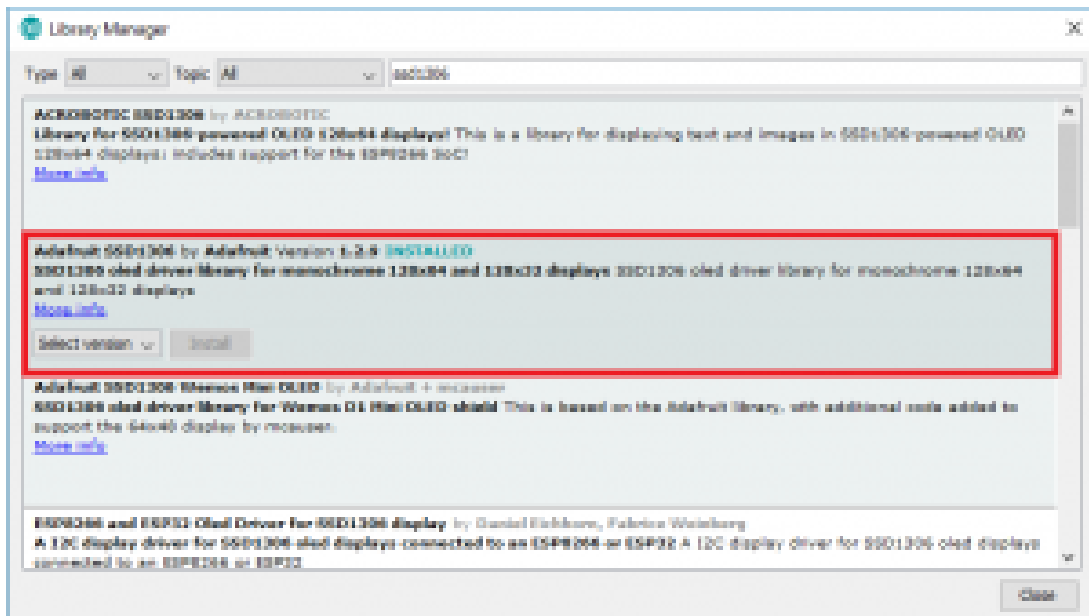 Library Manager
Type All Topic All ssd1306
ACROBOTIC SSD1306 by ACROBOTIC
Library for SSD1306-powered OLED 128x64 displays! This is a library for displaying text and images in SSD1306-powered OLED
128x64 displays; includes support for the ESP8266 SoC!
More info
Adafruit SSD1306 by Adafruit Version INSTALLED
SSD1306 oled driver library for monochrome 128x64 and 128x32 displays SSD1306 oled driver library for monochrome 128x64
and 128x32 displays
More info
Select version Install
Adafruit SSD1306 Wemos Mini OLED by Adafruit + mcauser
SSD1306 oled driver library for Wemos D1 Mini OLED shield This is based on the Adafruit library, with additional code added to
support the 64x48 display by mcauser.
More info
ESP8266 and ESP32 Oled Driver for SSD1306 display by Daniel Eichhorn, Fabrice Weinberg
A I2C display driver for SSD1306 oled displays connected to an ESP8266 or ESP32 A I2C display driver for SSD1306 oled displays
connected to an ESP8266 or ESP32
Close